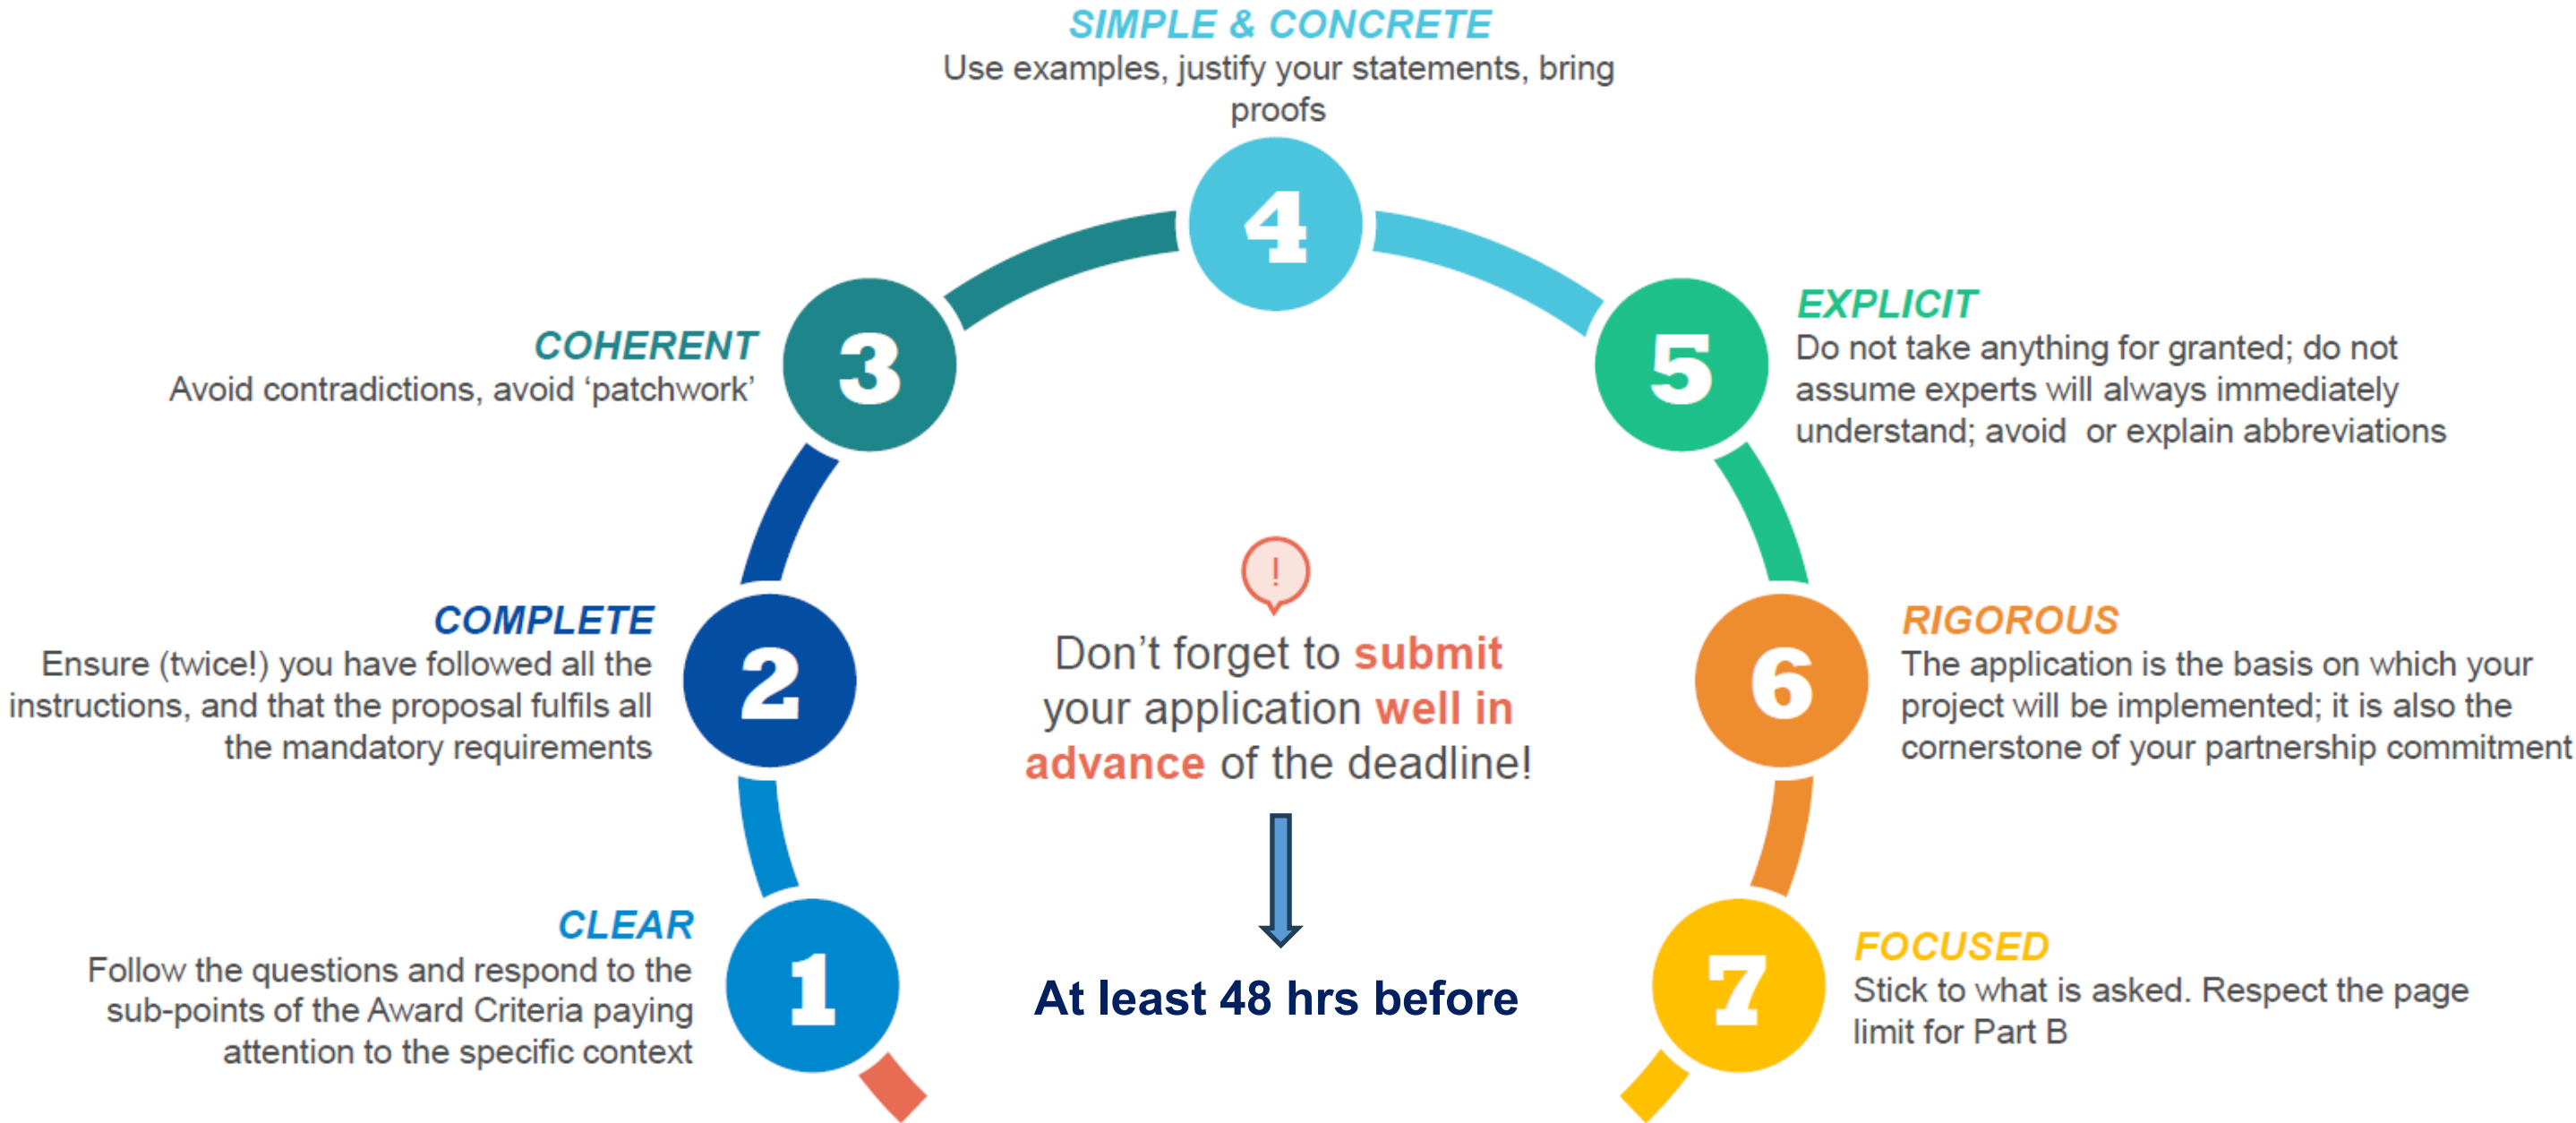 SIMPLE & CONCRETE
Use examples, justify your statements, bring
proofs
4
COHERENT
Avoid contradictions, avoid ‘patchwork’
3
EXPLICIT
Do not take anything for granted; do not
assume experts will always immediately
understand; avoid  or explain abbreviations
5
COMPLETE
Ensure (twice!) you have followed all the
instructions, and that the proposal fulfils all
the mandatory requirements
2
!
Don’t forget to submit
your application well in
advance of the deadline!
At least 48 hrs before
RIGOROUS
The application is the basis on which your
project will be implemented; it is also the
cornerstone of your partnership commitment
6
CLEAR
Follow the questions and respond to the
sub-points of the Award Criteria paying
attention to the specific context
1
FOCUSED
Stick to what is asked. Respect the page
limit for Part B
7